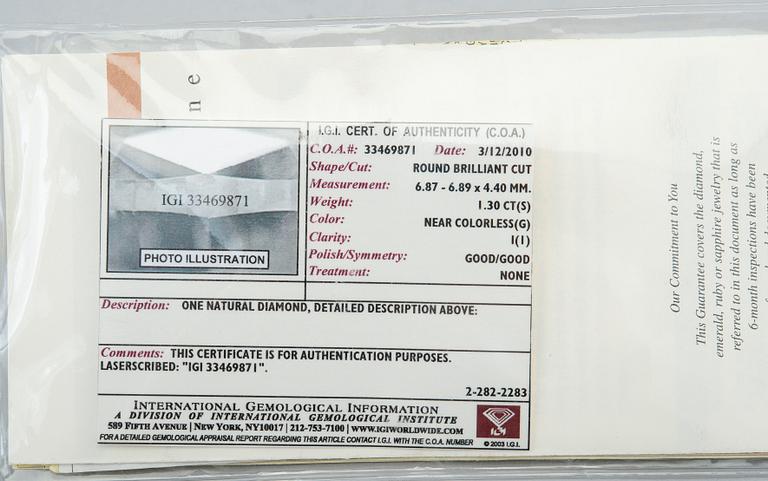 ne
I.G.I. CERT. OF AUTHENTICITY (C.O.A.)
C.O.A.#: 33469871 Date: 3/12/2010
Shape/Cut: ROUND BRILLIANT CUT
Measurement: 6.87 - 6.89 x 4.40 MM.
Weight: 1.30 CT(S)
Color: NEAR COLORLESS(G)
Clarity: I(1)
Polish/Symmetry: GOOD/GOOD
Treatment: NONE
IGI 33469871
PHOTO ILLUSTRATION
Description: ONE NATURAL DIAMOND, DETAILED DESCRIPTION ABOVE:
Comments: THIS CERTIFICATE IS FOR AUTHENTICATION PURPOSES.
LASERSCRIBED: "IGI 33469871".
2-282-2283
INTERNATIONAL GEMOLOGICAL INFORMATION
A DIVISION OF INTERNATIONAL GEMOLOGICAL INSTITUTE
589 FIFTH AVENUE | NEW YORK, NY10017 | 212-753-7100 | WWW.IGIWORLDWIDE.COM
FOR A DETAILED GEMOLOGICAL APPRAISAL REPORT REGARDING THIS ARTICLE CONTACT I.G.I. WITH THE C.O.A. NUMBER
IGI
© 2003 I.G.I.
Our Commitment to You
This Guarantee covers the diamond,
emerald, ruby or sapphire jewelry that is
referred to in this document as long as
6-month inspections have been